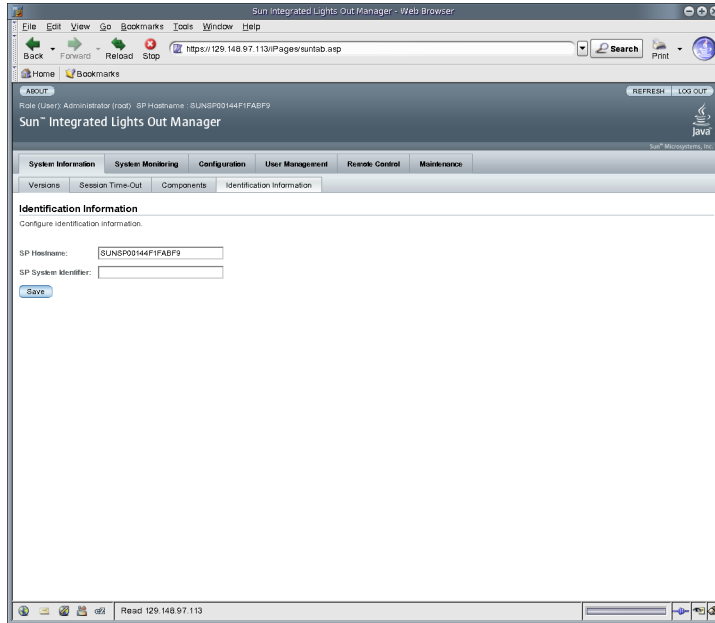 Sun Integrated Lights Out Manager - Web Browser
File Edit View Go Bookmarks Tools Window Help
Back Forward Reload Stop https://129.148.97.113/iPages/suntab.asp Search Print
Home Bookmarks
ABOUT REFRESH LOG OUT
Role (User): Administrator (root) SP Hostname : SUNSP00144F1FABF9
Sun™ Integrated Lights Out Manager
Java
Sun™ Microsystems, Inc.
System Information System Monitoring Configuration User Management Remote Control Maintenance
Versions Session Time-Out Components Identification Information
Identification Information
Configure identification information.
SP Hostname: SUNSP00144F1FABF9
SP System Identifier:
Save
Read 129.148.97.113